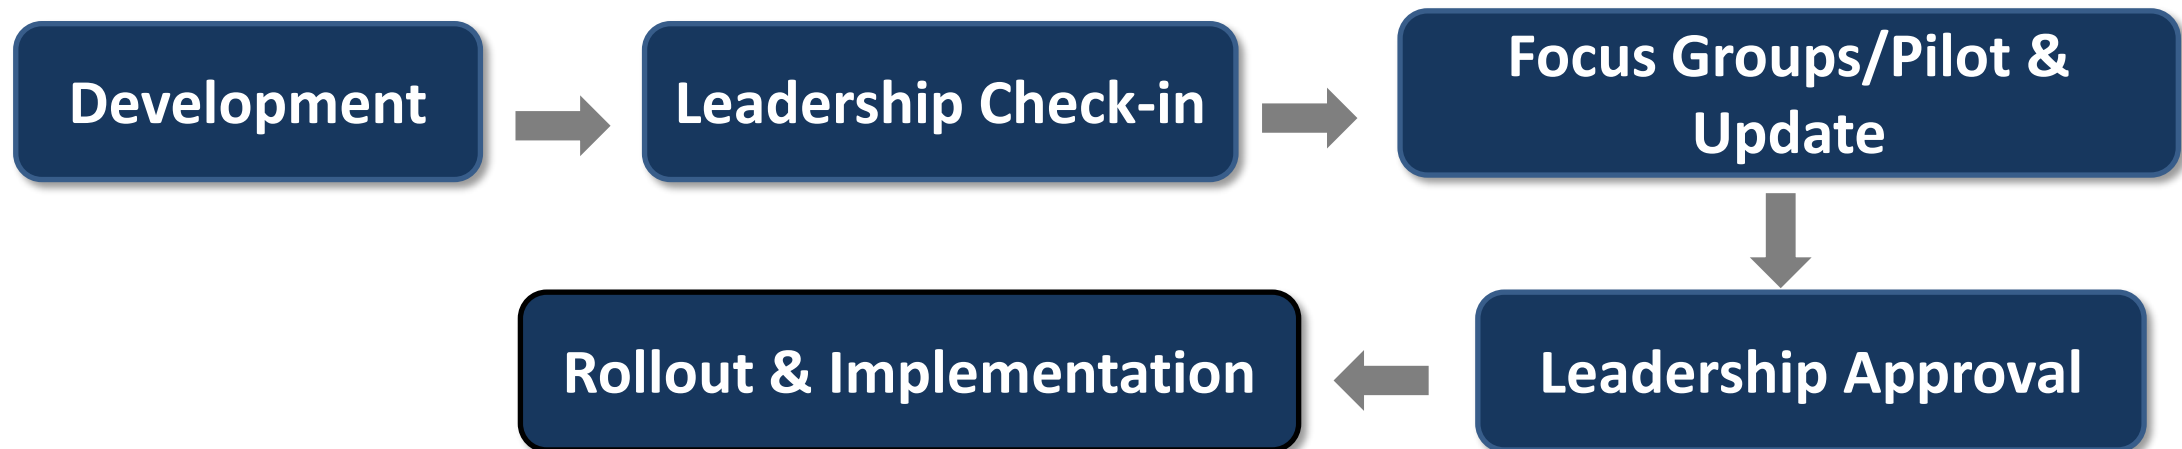 Development
Leadership Check-in
Focus Groups/Pilot &
Update
Leadership Approval
Rollout & Implementation